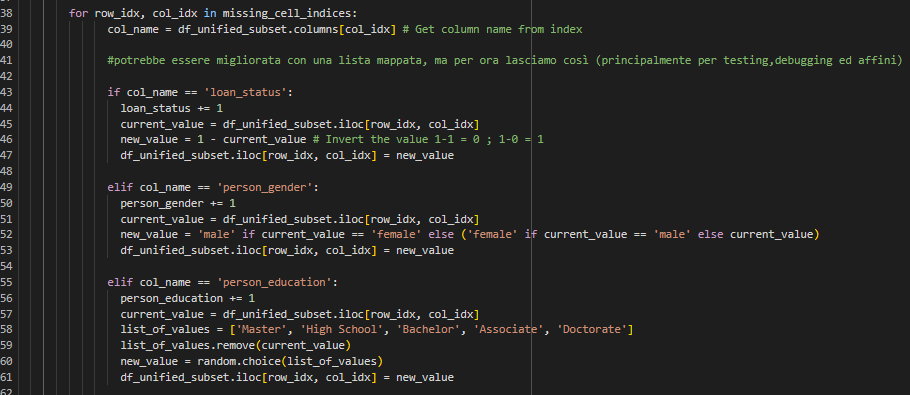 38 for row_idx, col_idx in missing_cell_indices:
39 col_name = df_unified_subset.columns[col_idx] # Get column name from index
40
41 #potrebbe essere migliorata con una lista mappata, ma per ora lasciamo così (principalmente per testing,debugging ed affini)
42
43 if col_name == 'loan_status':
44 loan_status += 1
45 current_value = df_unified_subset.iloc[row_idx, col_idx]
46 new_value = 1 - current_value # Invert the value 1-1 = 0 ; 1-0 = 1
47 df_unified_subset.iloc[row_idx, col_idx] = new_value
48
49 elif col_name == 'person_gender':
50 person_gender += 1
51 current_value = df_unified_subset.iloc[row_idx, col_idx]
52 new_value = 'male' if current_value == 'female' else ('female' if current_value == 'male' else current_value)
53 df_unified_subset.iloc[row_idx, col_idx] = new_value
54
55 elif col_name == 'person_education':
56 person_education += 1
57 current_value = df_unified_subset.iloc[row_idx, col_idx]
58 list_of_values = ['Master', 'High School', 'Bachelor', 'Associate', 'Doctorate']
59 list_of_values.remove(current_value)
60 new_value = random.choice(list_of_values)
61 df_unified_subset.iloc[row_idx, col_idx] = new_value
62